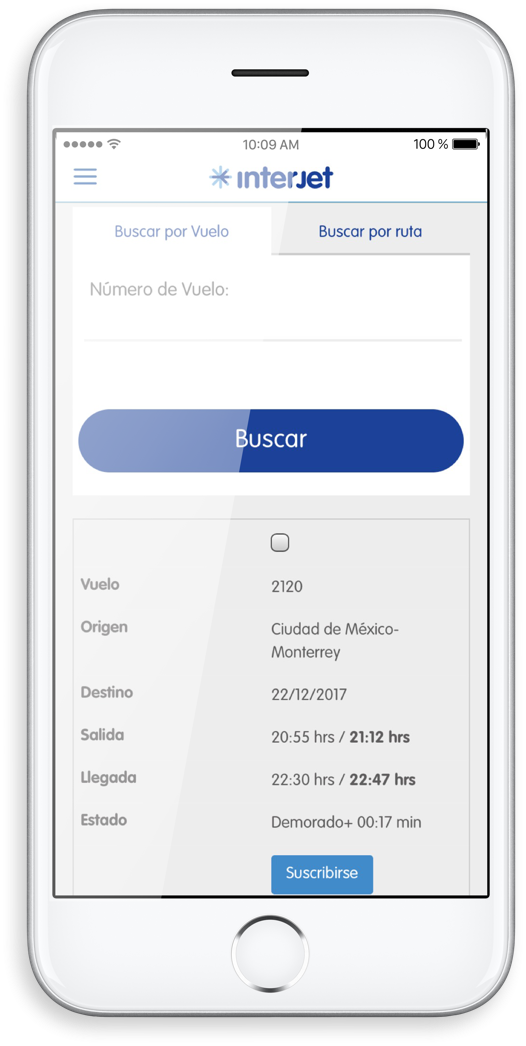 10:09 AM
100 %
interjet
Buscar por Vuelo
Buscar por ruta
Número de Vuelo:
Buscar
Vuelo
2120
Origen
Ciudad de México-
Monterrey
Destino
22/12/2017
Salida
20:55 hrs / 21:12 hrs
Llegada
22:30 hrs / 22:47 hrs
Estado
Demorado+ 00:17 min
Suscribirse